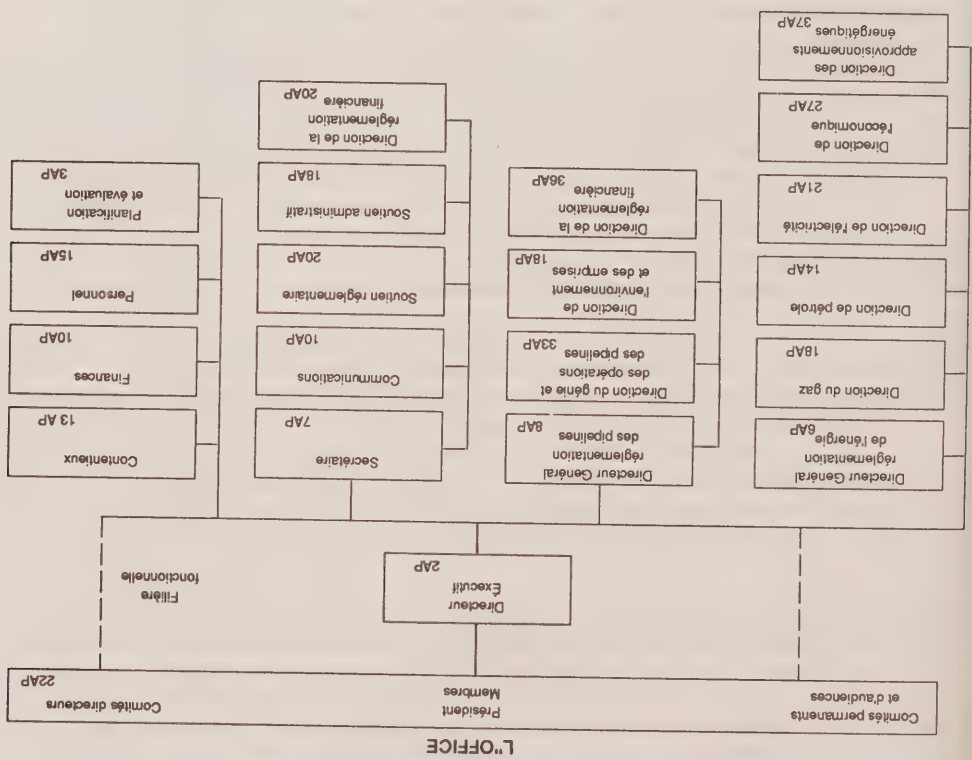 L''OFFICE
Comités permanents
et d'audiences
Président
Membres
Comités directeurs
22AP
Directeur
Exécutif
2AP
Filière
fonctionnelle
Directeur Genéral
réglementation
de l'énergie
6AP
Direction du gaz
18AP
Direction de pétrole
14AP
Direction de l'électricité
21AP
Direction de
l'économique
27AP
Direction des
approvisionnements
énergétiques
37AP
Directeur Genéral
réglementation
des pipelines
8AP
Direction du génie et
des opérations
des pipelines
33AP
Direction de
l'environnement
et des emprises
18AP
Direction de la
réglementation
financière
36AP
Secrétaire
7AP
Communications
10AP
Soutien réglementaire
20AP
Soutien administratif
18AP
Direction de la
réglementation
financière
20AP
Contentieux
13 AP
Finances
10AP
Personnel
15AP
Planification
et évaluation
3AP